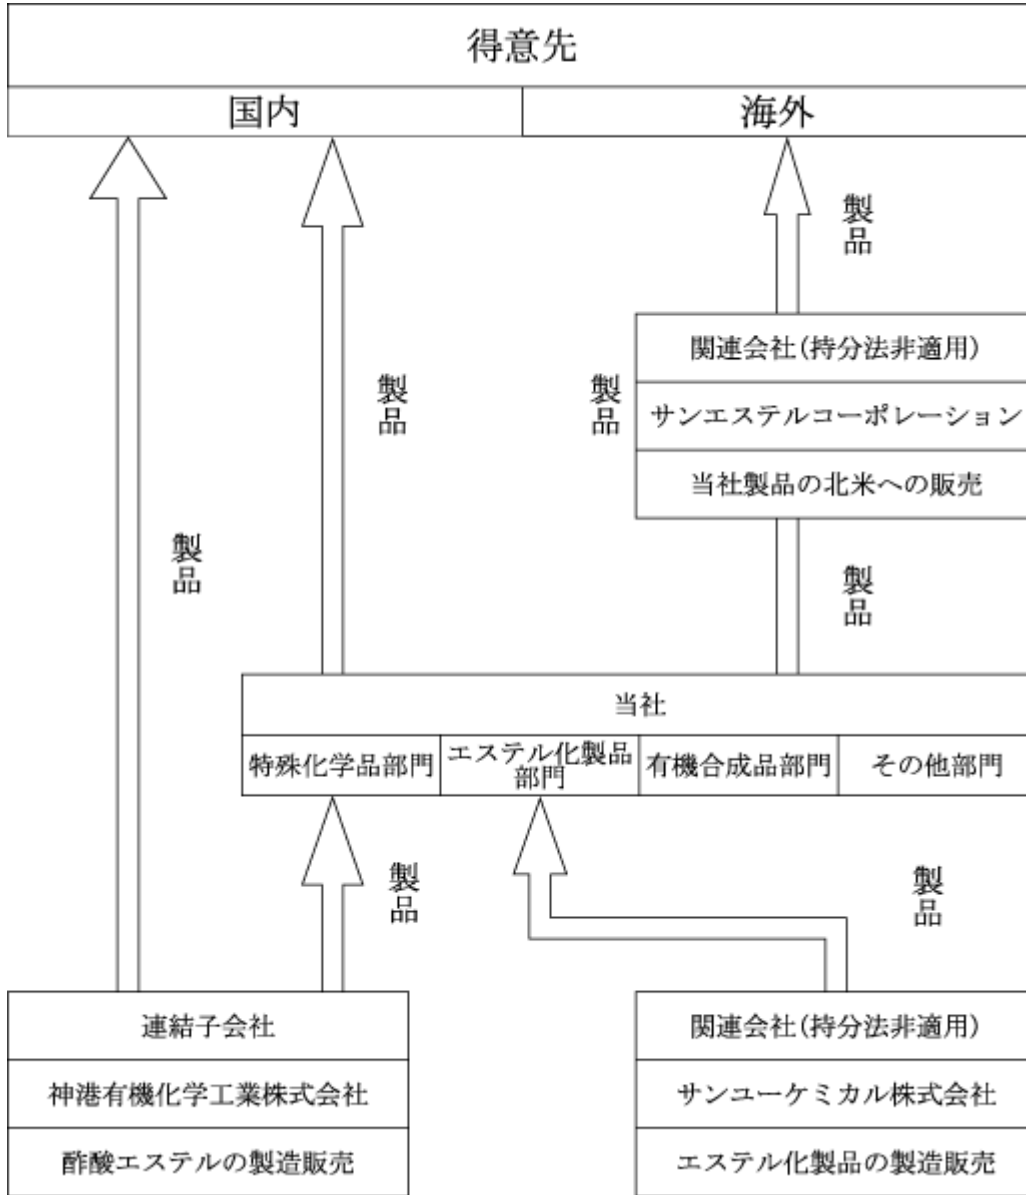 得意先
国内
海外
製品
関連会社(持分法非適用)
サンエステルコーポレーション
当社製品の北米への販売
製品
製品
製品
製品
当社
特殊化学品部門
エステル化製品
部門
有機合成品部門
その他部門
製品
製品
連結子会社
神港有機化学工業株式会社
酢酸エステルの製造販売
関連会社(持分法非適用)
サンユーケミカル株式会社
エステル化製品の製造販売